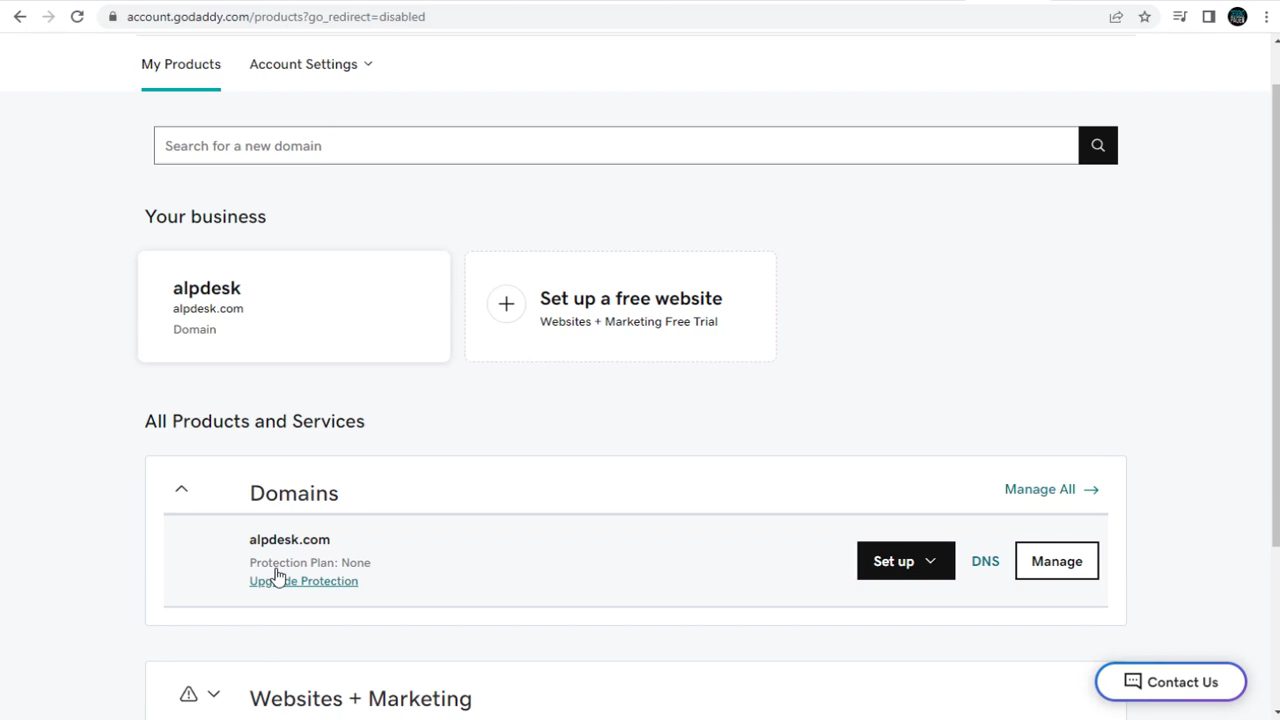 account.godaddy.com/products?go_redirect=disabled
My Products Account Settings
Search for a new domain
Your business
alpdesk
alpdesk.com
Domain
Set up a free website
Websites + Marketing Free Trial
All Products and Services
Domains
Manage All →
alpdesk.com
Protection Plan: None
Upgrade Protection
Set up DNS Manage
Websites + Marketing
Contact Us